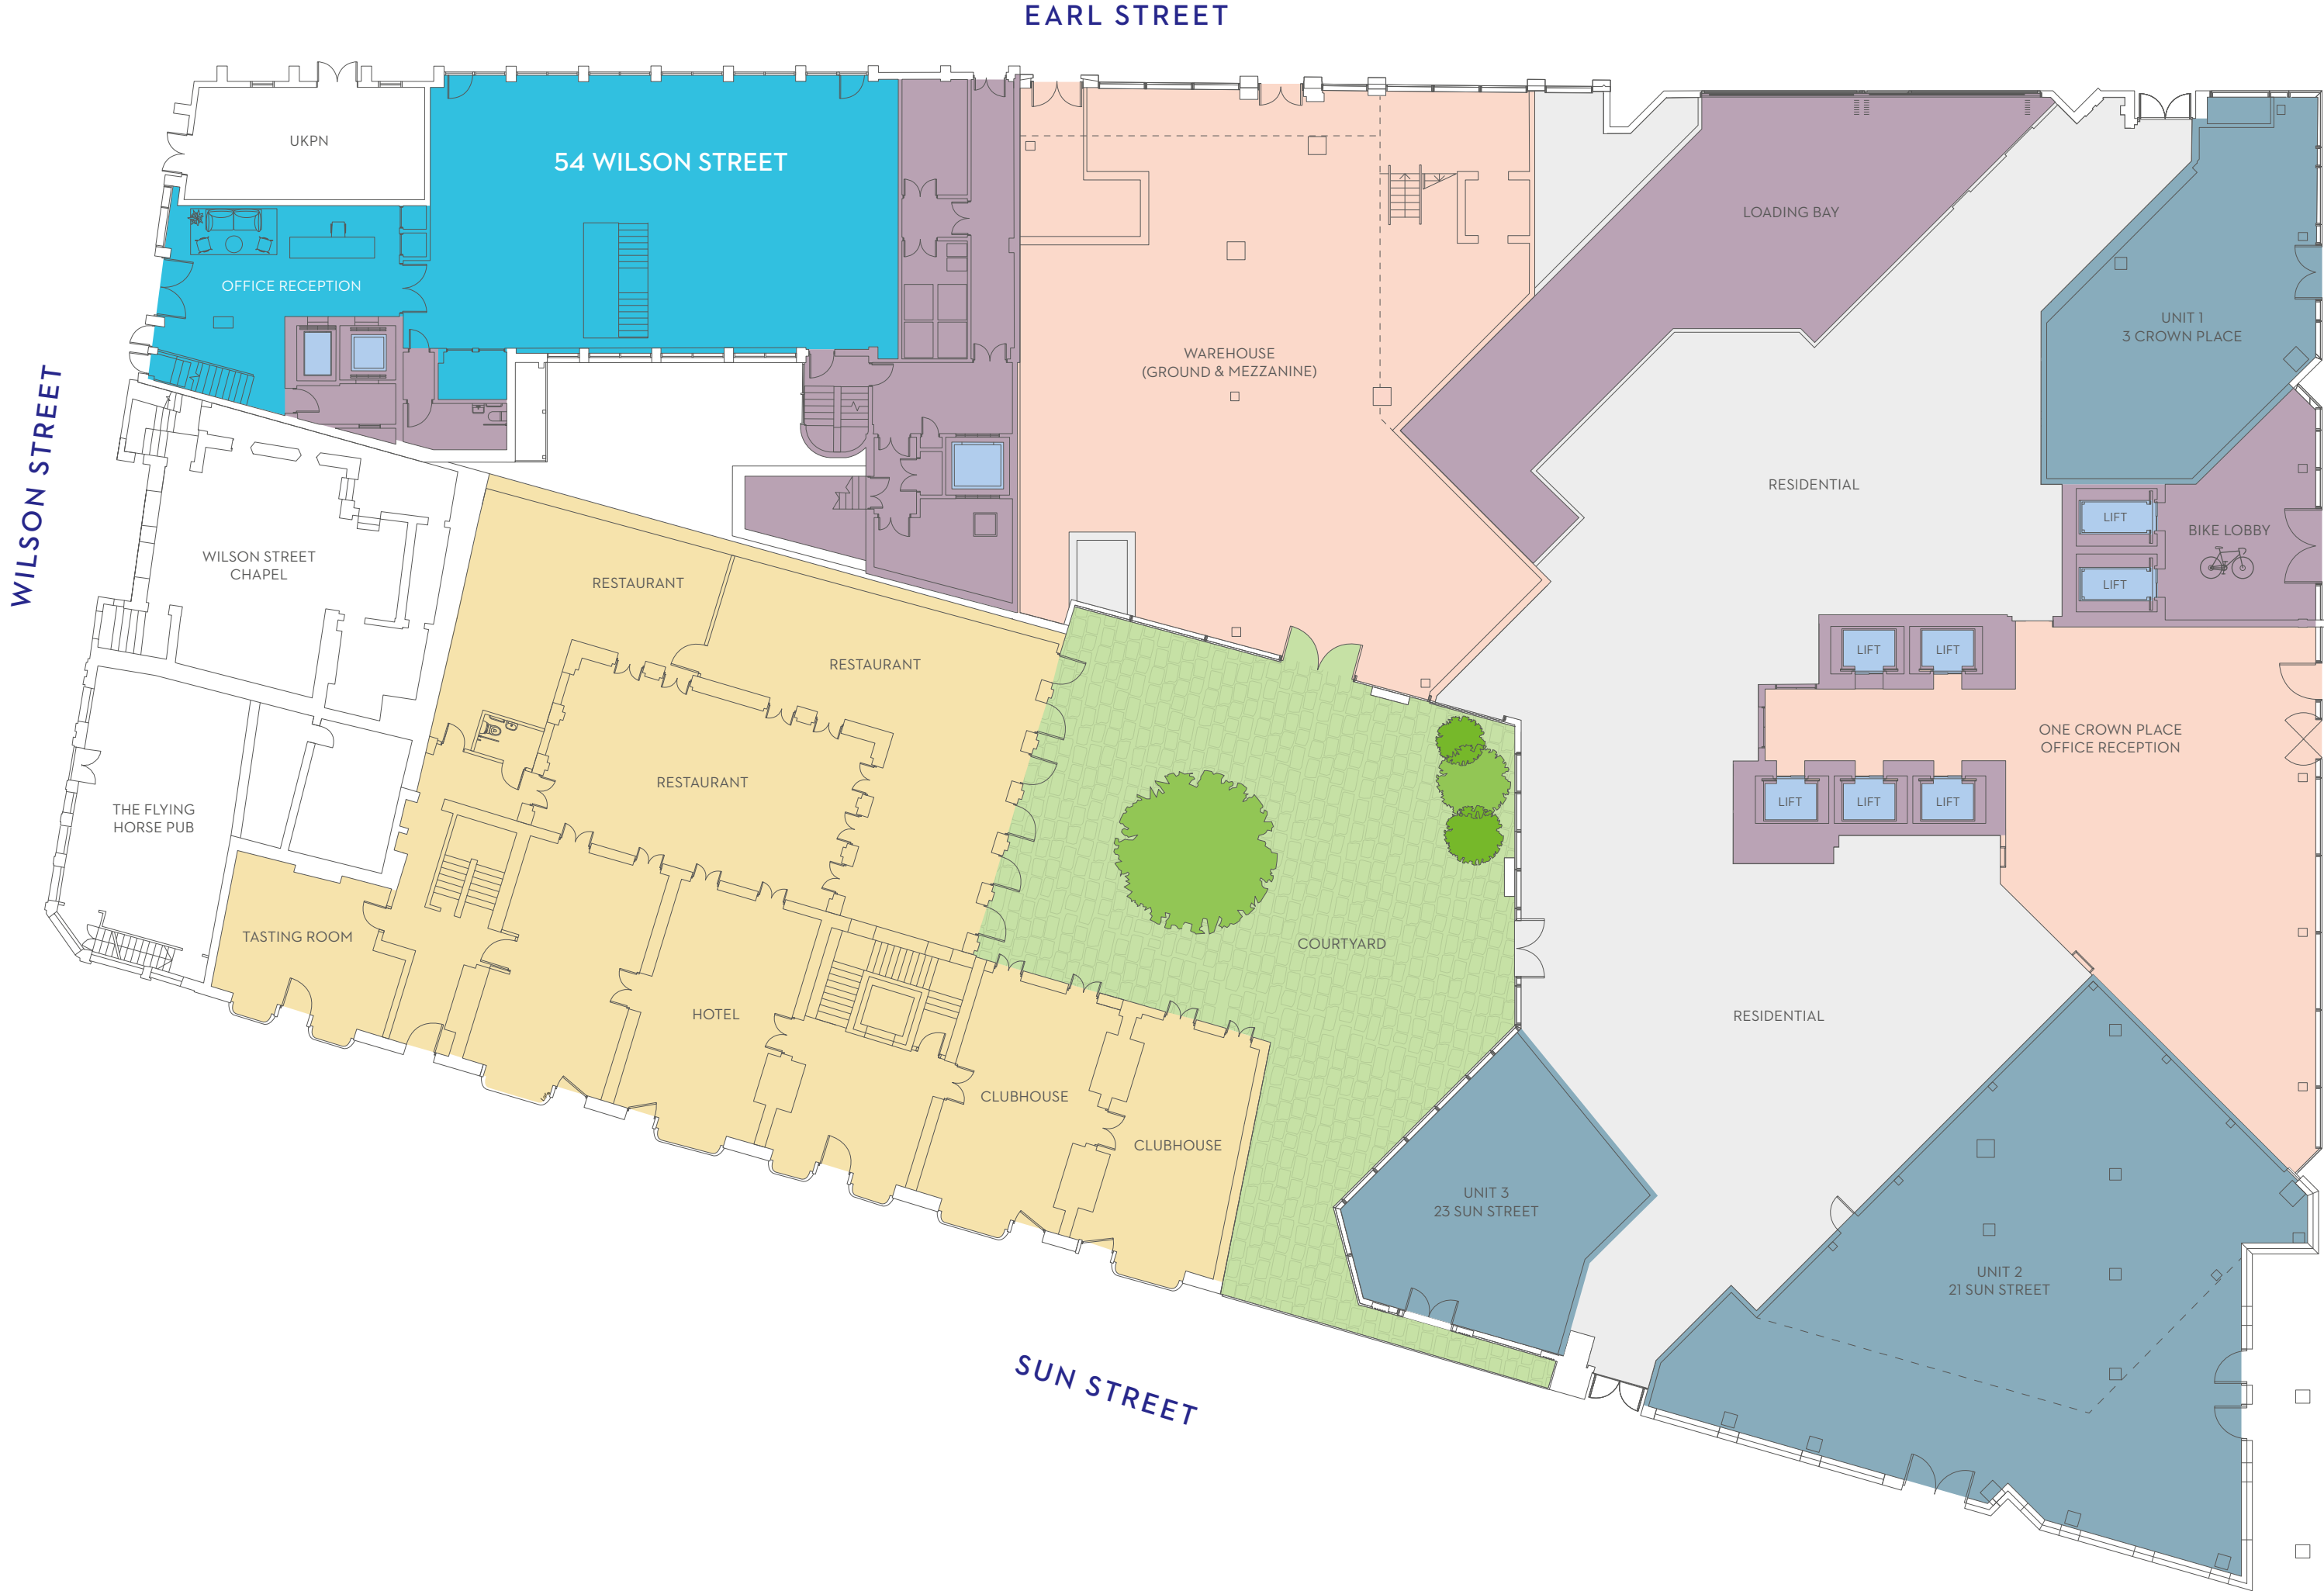 EARL STREET
UKPN
54 WILSON STREET
OFFICE RECEPTION
WILSON STREET
WILSON STREET
CHAPEL
THE FLYING
HORSE PUB
TASTING ROOM
RESTAURANT
RESTAURANT
RESTAURANT
HOTEL
CLUBHOUSE
CLUBHOUSE
WAREHOUSE
(GROUND & MEZZANINE)
COURTYARD
LOADING BAY
RESIDENTIAL
UNIT 1
3 CROWN PLACE
LIFT
LIFT
BIKE LOBBY
LIFT
LIFT
ONE CROWN PLACE
OFFICE RECEPTION
LIFT
LIFT
LIFT
RESIDENTIAL
UNIT 3
23 SUN STREET
UNIT 2
21 SUN STREET
SUN STREET